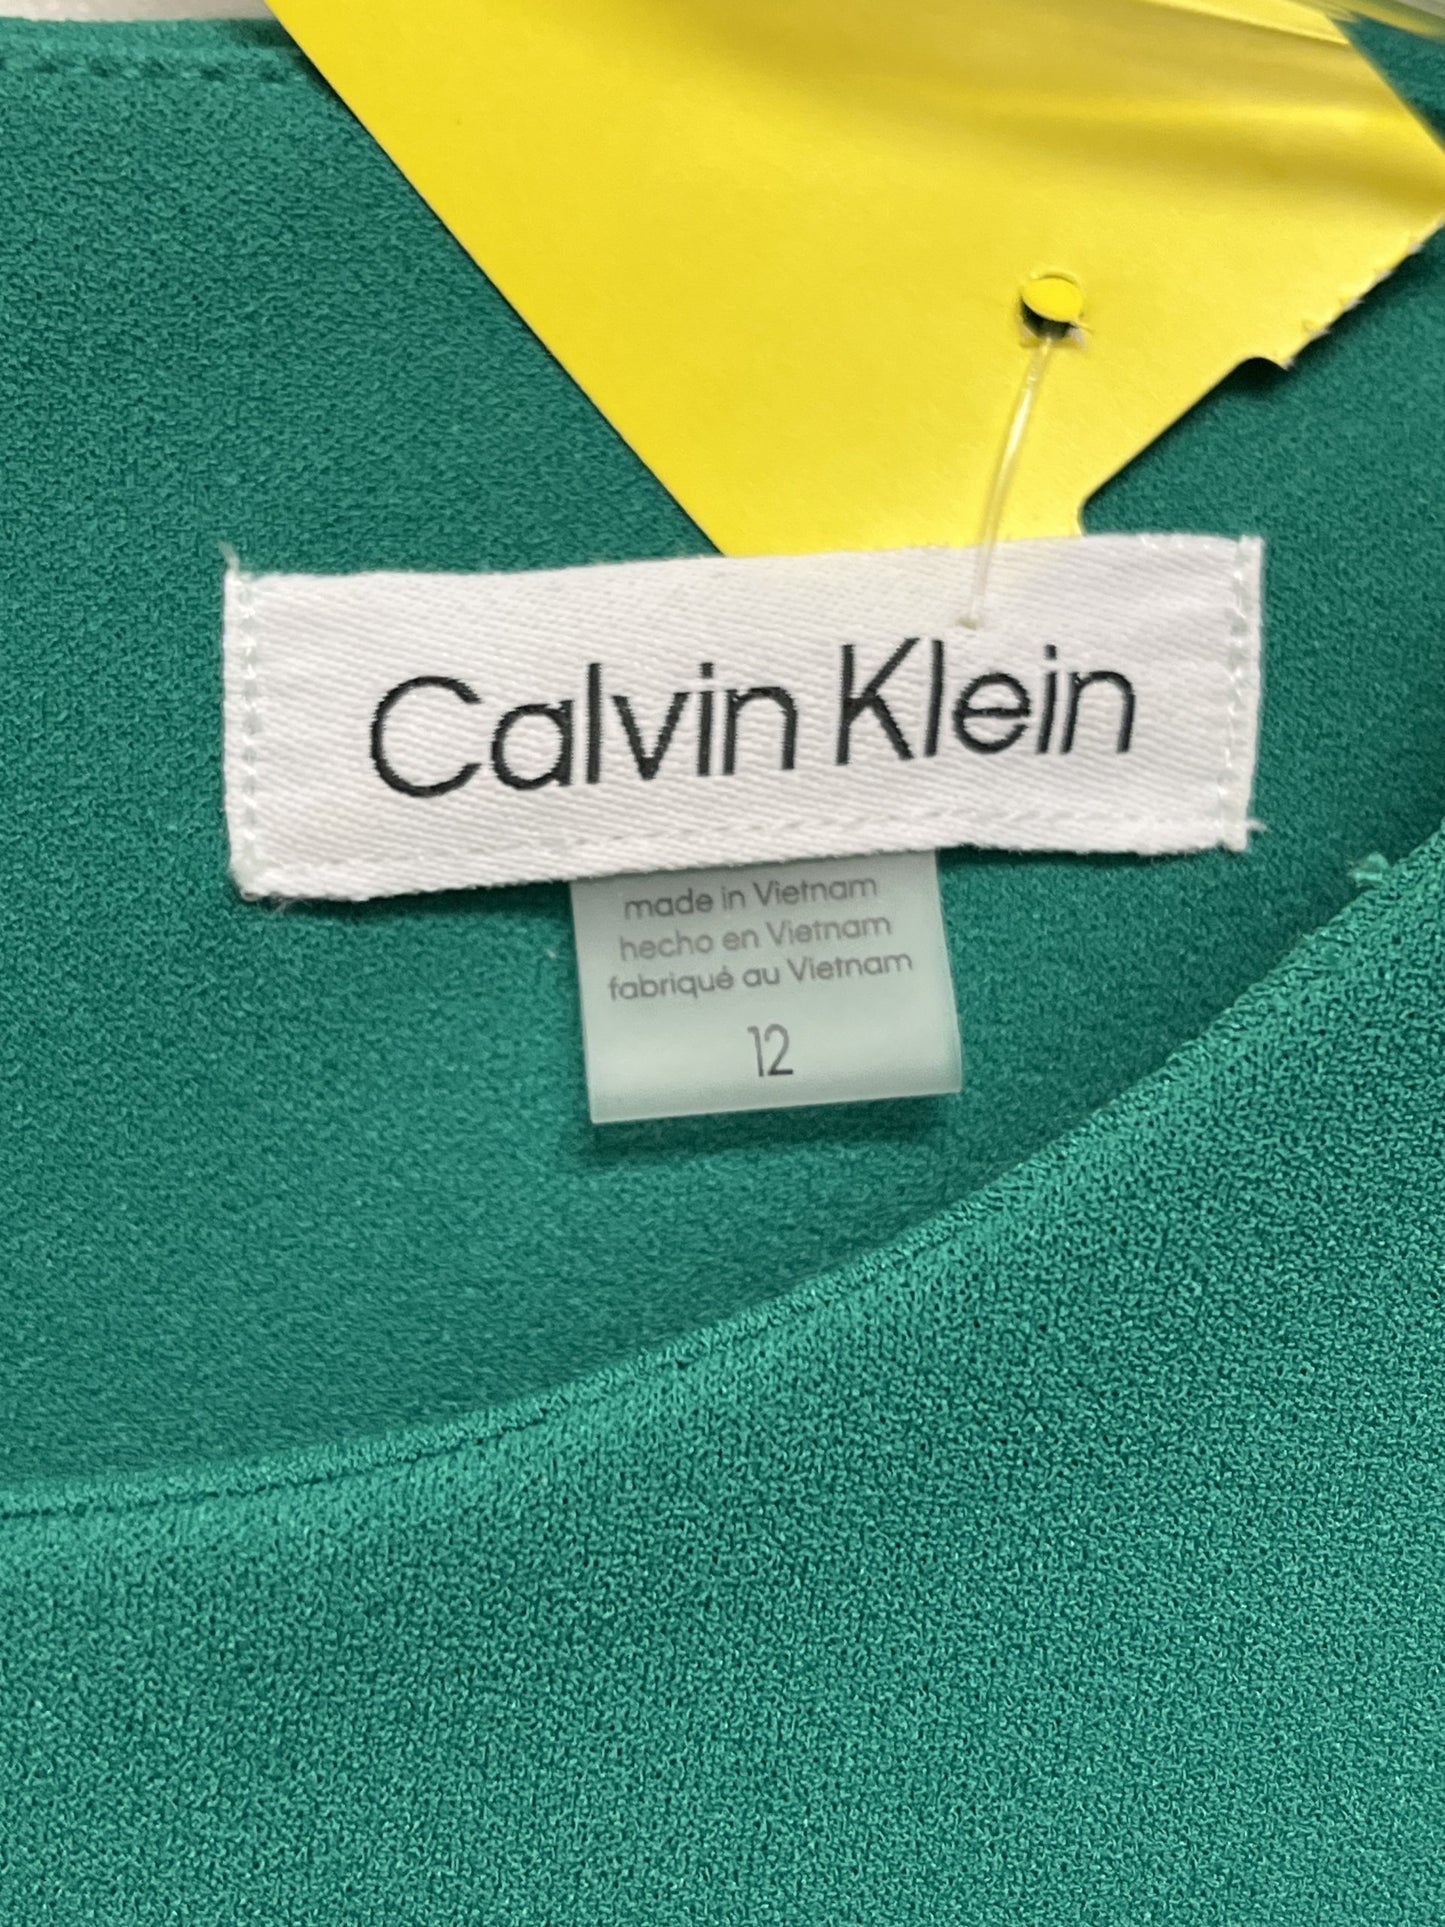 Calvin Klein
made in Vietnam
hecho en Vietnam
fabriqué au Vietnam
12